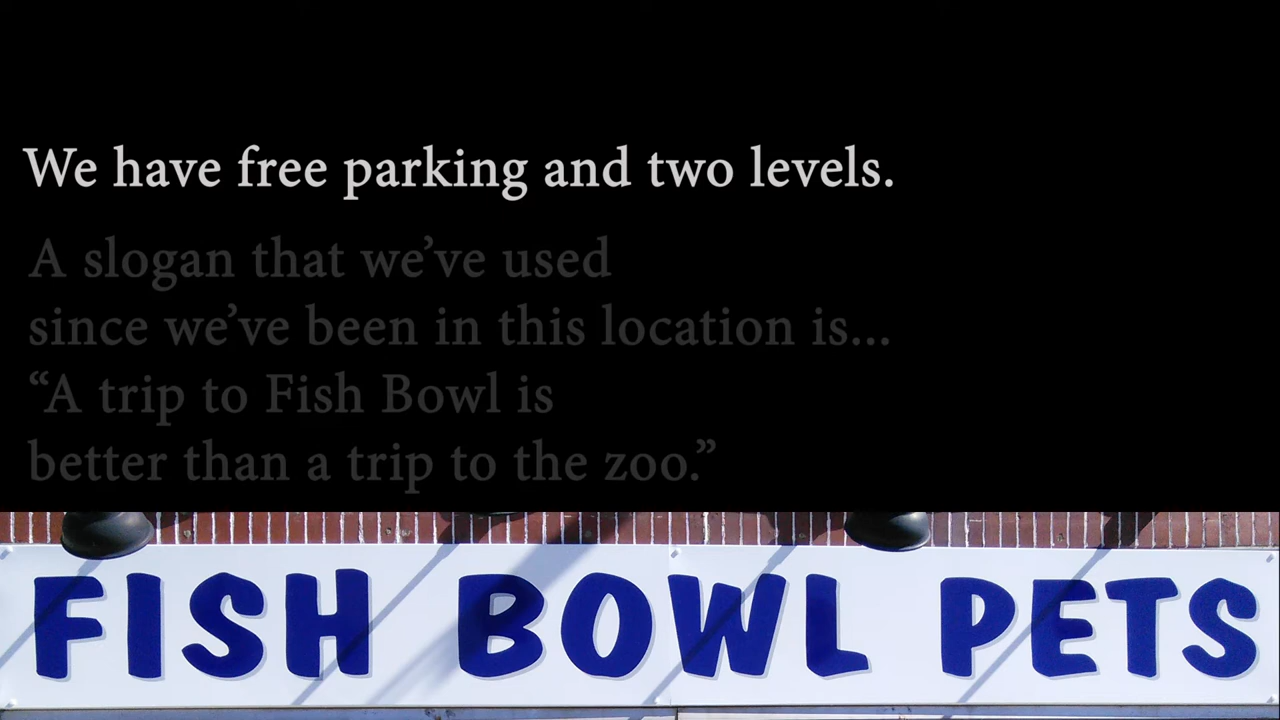 We have free parking and two levels.
A slogan that we’ve used
since we’ve been in this location is...
“A trip to Fish Bowl is
better than a trip to the zoo.”
FISH BOWL PETS